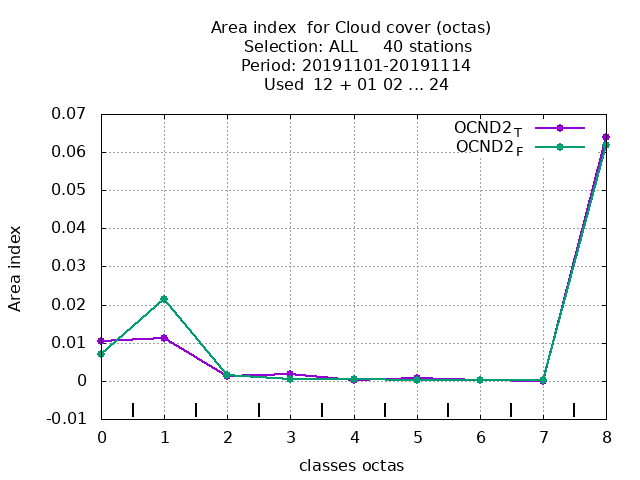 Area index  for Cloud cover (octas)
Selection: ALL     40 stations
Period: 20191101-20191114
Used  12 + 01 02 ... 24
OCND2T
OCND2F
0.07
0.06
0.05
0.04
0.03
0.02
0.01
0
-0.01
Area index
0 1 2 3 4 5 6 7 8
classes octas